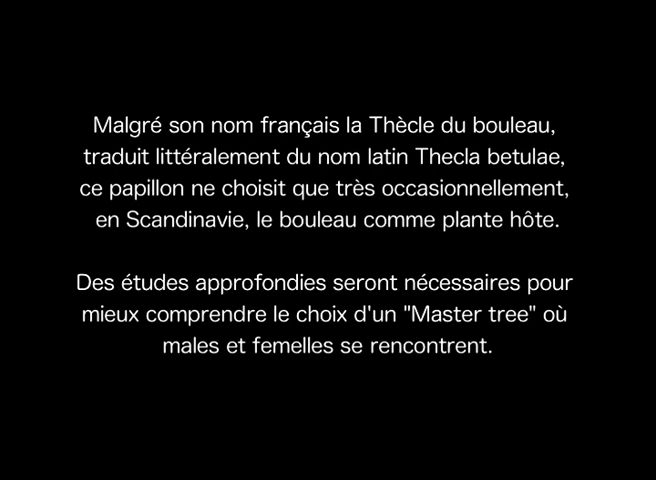 Malgré son nom français la Thècle du bouleau,
traduit littéralement du nom latin Thecla betulae,
ce papillon ne choisit que très occasionnellement,
en Scandinavie, le bouleau comme plante hôte.
Des études approfondies seront nécessaires pour
mieux comprendre le choix d'un "Master tree" où
males et femelles se rencontrent.